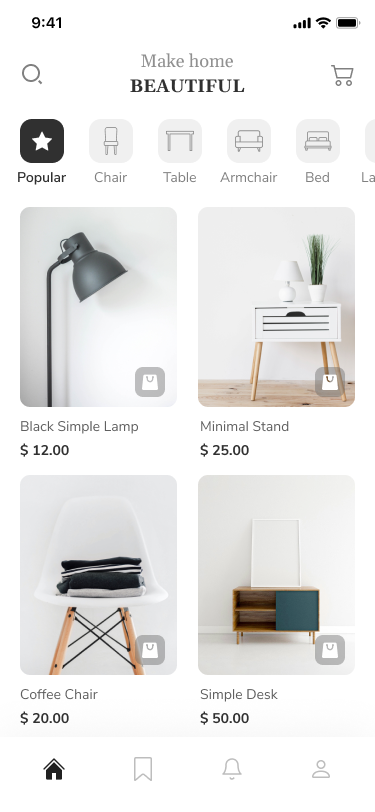 9:41
Make home
BEAUTIFUL
Popular
Chair
Table
Armchair
Bed
La
Black Simple Lamp
$ 12.00
Minimal Stand
$ 25.00
Coffee Chair
$ 20.00
Simple Desk
$ 50.00